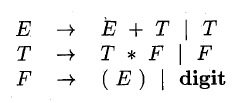 E → E + T | T
T → T * F | F
F → ( E ) | digit